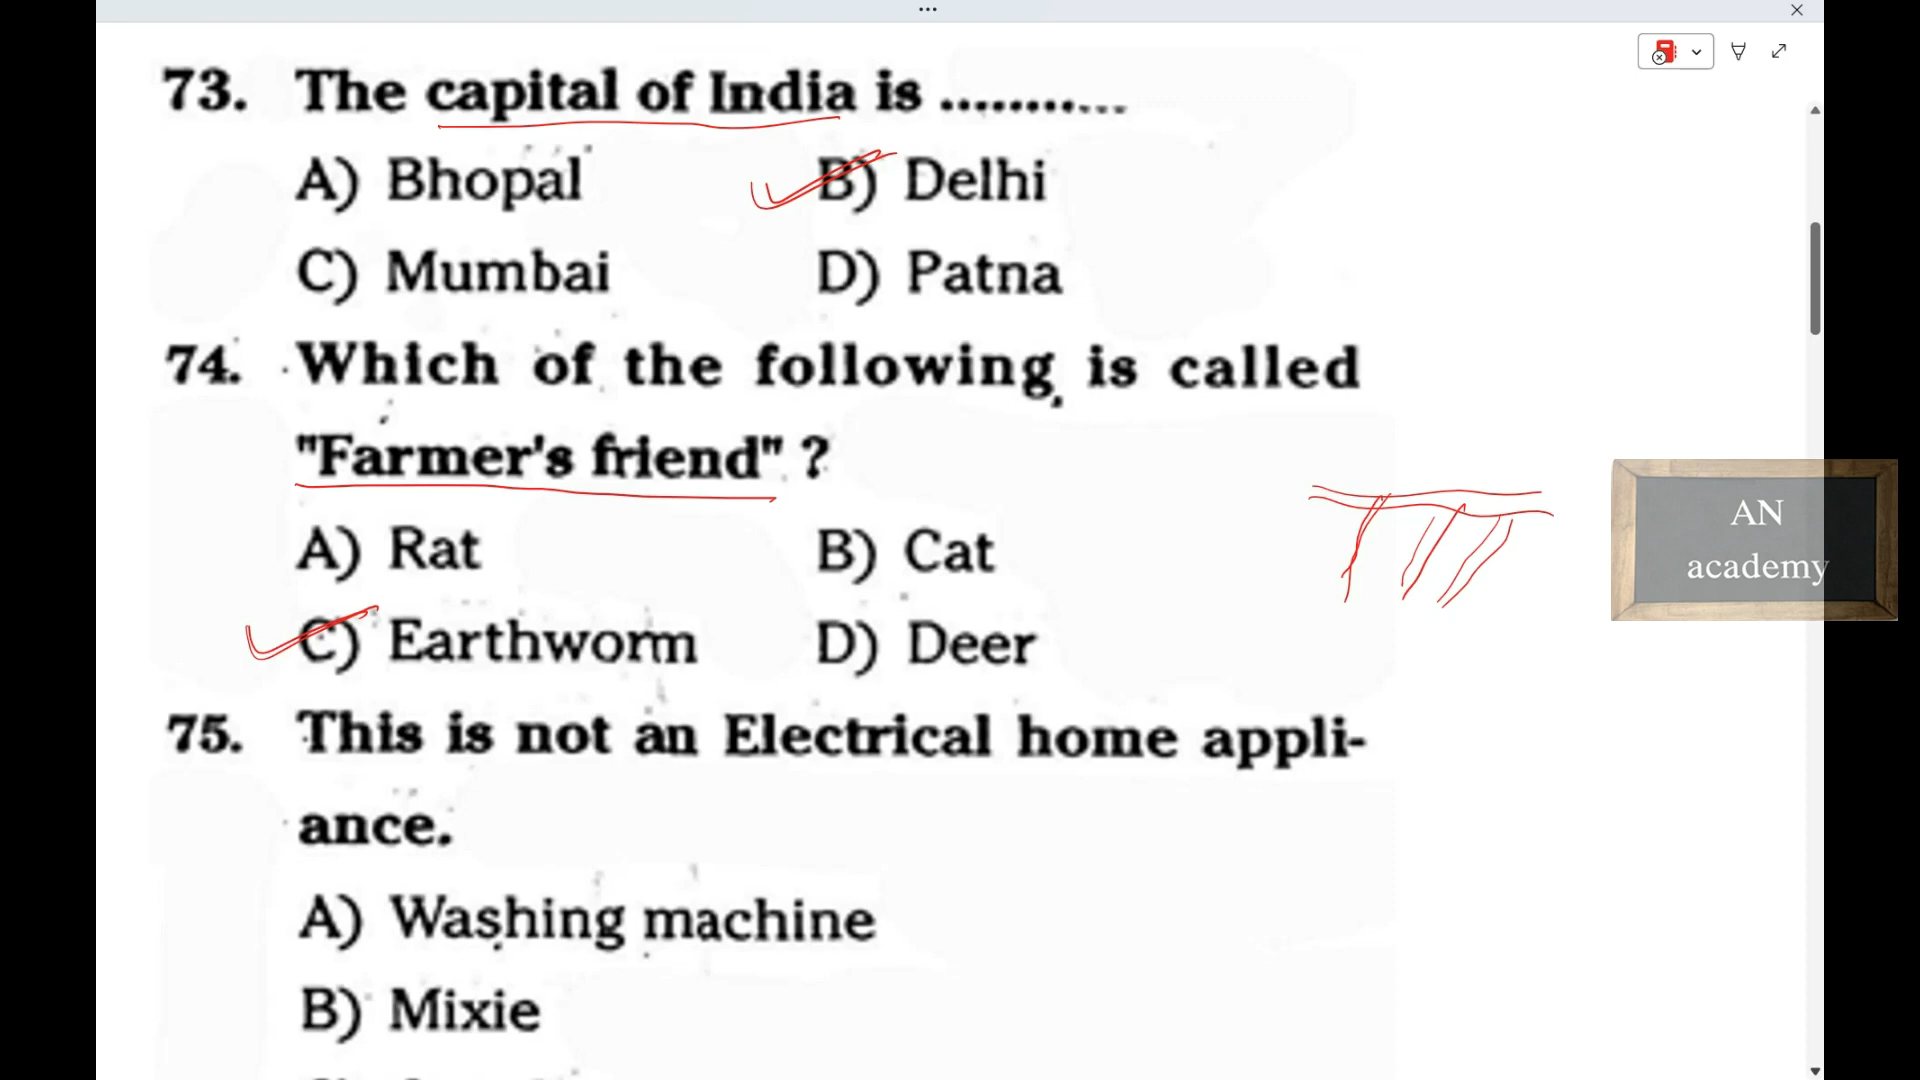 73. The capital of India is ............
A) Bhopal B) Delhi
C) Mumbai D) Patna
74. Which of the following is called
"Farmer's friend" ?
A) Rat B) Cat
C) Earthworm D) Deer
75. This is not an Electrical home appli-
ance.
A) Washing machine
B) Mixie
AN
academy